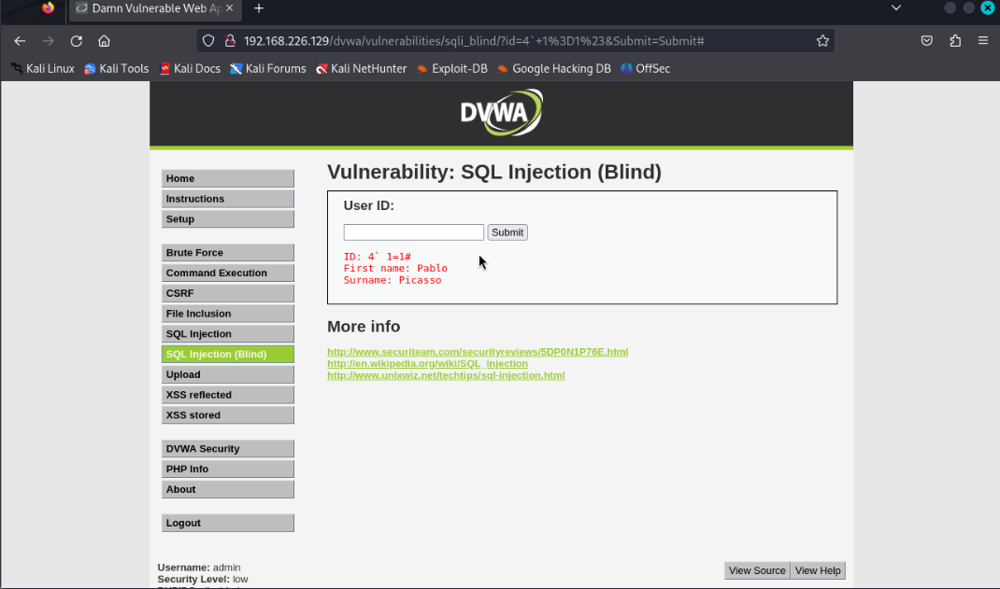 Damn Vulnerable Web Ap
192.168.226.129/dvwa/vulnerabilities/sqli_blind/?id=4`+1%3D1%23&Submit=Submit#
Kali Linux Kali Tools Kali Docs Kali Forums Kali NetHunter Exploit-DB Google Hacking DB OffSec
DVWA
Home
Instructions
Setup
Brute Force
Command Execution
CSRF
File Inclusion
SQL Injection
SQL Injection (Blind)
Upload
XSS reflected
XSS stored
DVWA Security
PHP Info
About
Logout
Vulnerability: SQL Injection (Blind)
User ID:
Submit
ID: 4` 1=1#
First name: Pablo
Surname: Picasso
More info
http://www.securiteam.com/securityreviews/5DP0N1P76E.html
http://en.wikipedia.org/wiki/SQL_injection
http://www.unixwiz.net/techtips/sql-injection.html
Username: admin
Security Level: low
View Source View Help